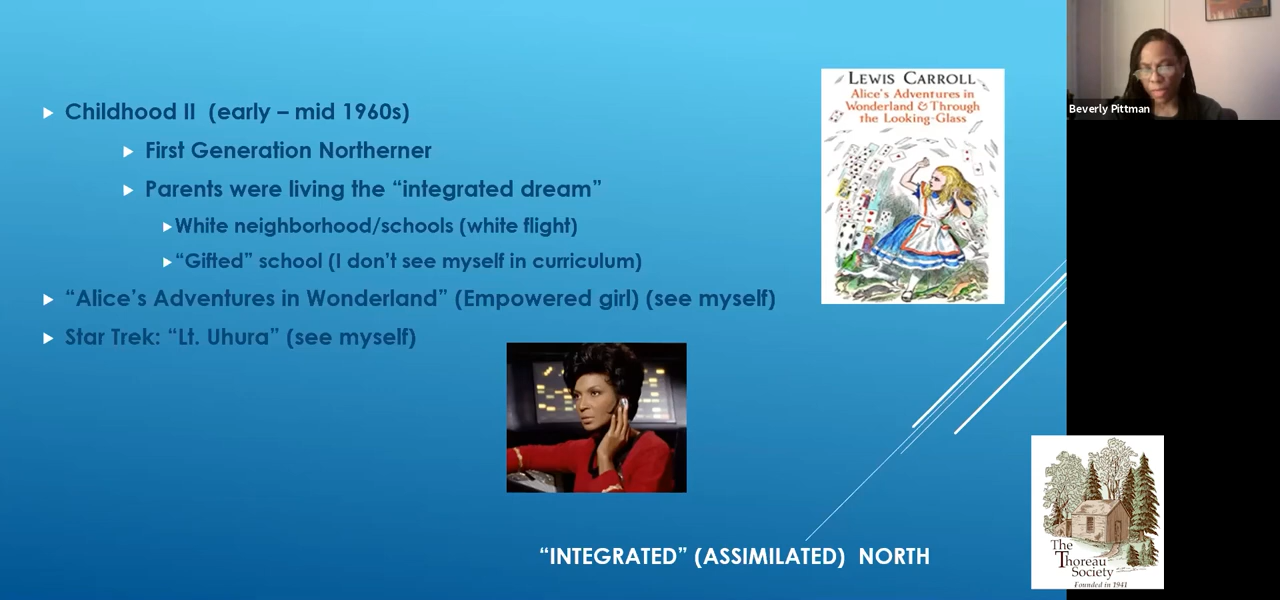 Childhood II (early – mid 1960s)
First Generation Northerner
Parents were living the “integrated dream”
White neighborhood/schools (white flight)
“Gifted” school (I don’t see myself in curriculum)
“Alice’s Adventures in Wonderland” (Empowered girl) (see myself)
Star Trek: “Lt. Uhura” (see myself)
LEWIS CARROLL
Alice’s Adventures in
Wonderland & Through
the Looking-Glass
Beverly Pittman
“INTEGRATED” (ASSIMILATED) NORTH
The
Thoreau
Society
Founded in 1941